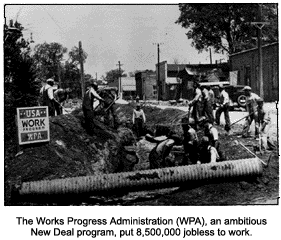 USA
WORK
PROGRAM
WPA
The Works Progress Administration (WPA), an ambitious
New Deal program, put 8,500,000 jobless to work.